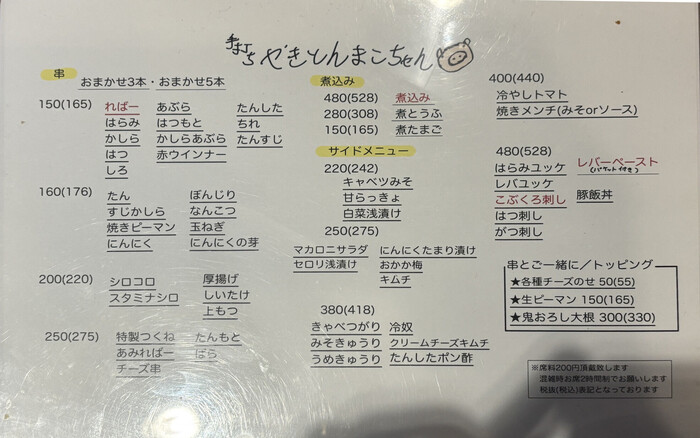 手打ち やきとんまこちゃん
串
おまかせ3本・おまかせ5本
150(165) ればー あぶら たんした
はらみ はつもと ちれ
かしら かしらあぶら たんすじ
はつ 赤ウインナー
しろ
160(176) たん ぼんじり
すじかしら なんこつ
焼きピーマン 玉ねぎ
にんにく にんにくの芽
200(220) シロコロ 厚揚げ
スタミナシロ しいたけ
上もつ
250(275) 特製つくね たんもと
あみればー ばら
チーズ串
煮込み
480(528) 煮込み
280(308) 煮とうふ
150(165) 煮たまご
サイドメニュー
220(242)
キャベツみそ
甘らっきょ
白菜浅漬け
250(275)
マカロニサラダ にんにくたまり漬け
セロリ浅漬け おかか梅
キムチ
380(418)
きゃべつがり 冷奴
みそきゅうり クリームチーズキムチ
うめきゅうり たんしたポン酢
400(440)
冷やしトマト
焼きメンチ(みそorソース)
480(528)
はらみユッケ レバーペースト
(バケット付き)
レバユッケ
こぶくろ刺し 豚飯丼
はつ刺し
がつ刺し
串とご一緒に／トッピング
★各種チーズのせ 50(55)
★生ピーマン 150(165)
★鬼おろし大根 300(330)
※席料200円頂戴致します
混雑時お席2時間制でお願いします
税抜(税込)表記となっております